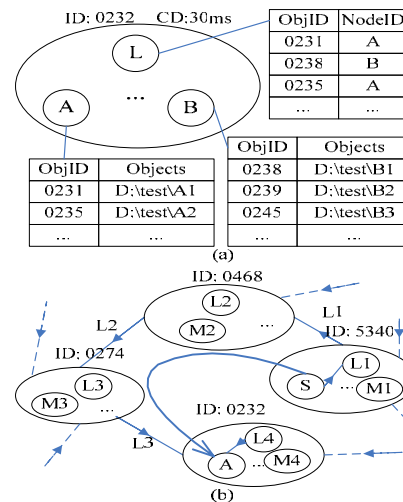 ID: 0232 CD:30ms
L
...
A
B
ObjID NodeID
0231 A
0238 B
0235 A
... ...
ObjID Objects
0231 D:\test\A1
0235 D:\test\A2
... ...
ObjID Objects
0238 D:\test\B1
0239 D:\test\B2
0245 D:\test\B3
... ...
(a)
ID: 0468
L2
M2
...
L2
L1
ID: 5340
L1
S
...
M1
ID: 0274
L3
M3
...
L3
ID: 0232
L4
A
...
M4
(b)